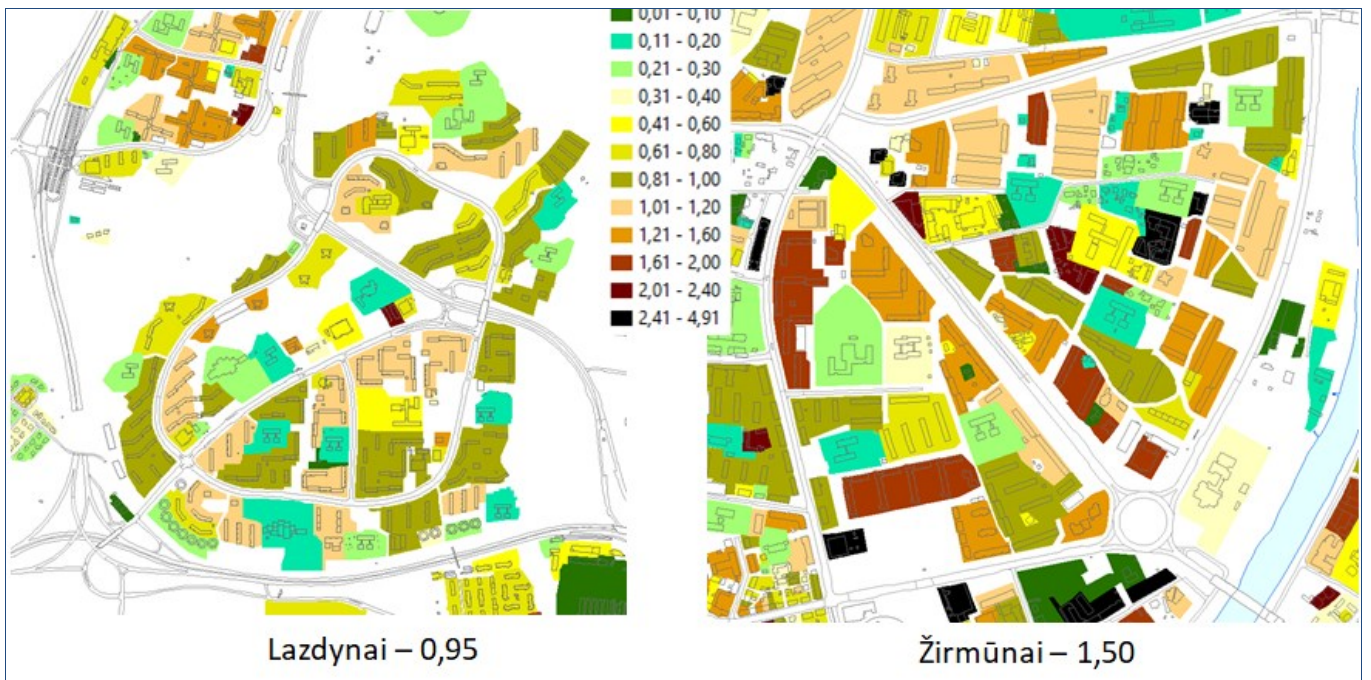 0,01 - 0,10
0,11 - 0,20
0,21 - 0,30
0,31 - 0,40
0,41 - 0,60
0,61 - 0,80
0,81 - 1,00
1,01 - 1,20
1,21 - 1,60
1,61 - 2,00
2,01 - 2,40
2,41 - 4,91
Lazdynai – 0,95
Žirmūnai – 1,50